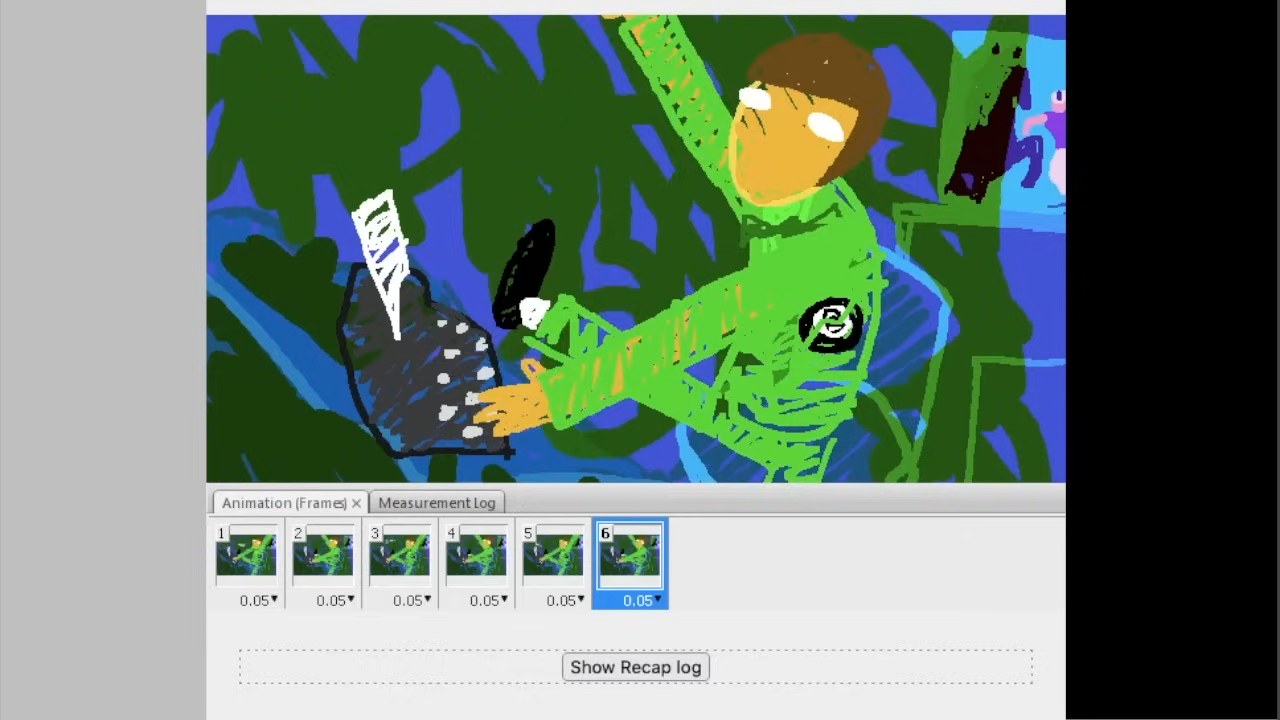 Animation (Frames) × Measurement log
1 2 3 4 5 6
0.05▼ 0.05▼ 0.05▼ 0.05▼ 0.05▼ 0.05▼
Show Recap log